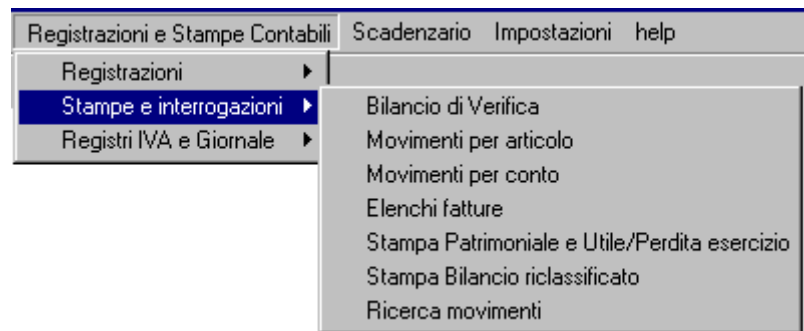 Registrazioni e Stampe Contabili Scadenzario Impostazioni help
Registrazioni
Stampe e interrogazioni
Registri IVA e Giornale
Bilancio di Verifica
Movimenti per articolo
Movimenti per conto
Elenchi fatture
Stampa Patrimoniale e Utile/Perdita esercizio
Stampa Bilancio riclassificato
Ricerca movimenti